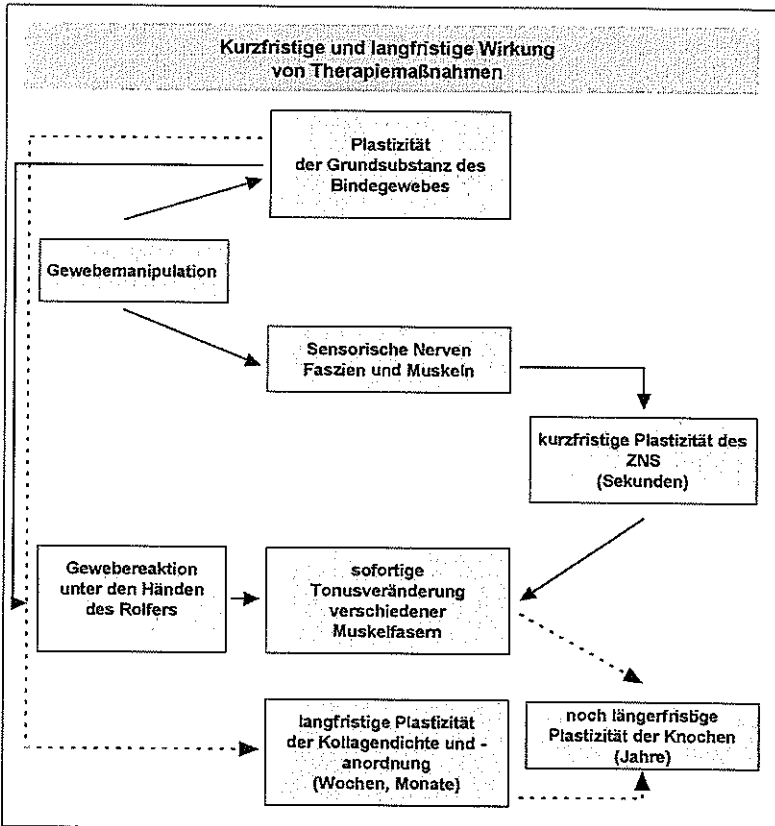 Kurzfristige und langfristige Wirkung
von Therapiemaßnahmen
Plastizität
der Grundsubstanz des
Bindegewebes
Gewebemanipulation
Sensorische Nerven
Faszien und Muskeln
kurzfristige Plastizität des
ZNS
(Sekunden)
Gewebereaktion
unter den Händen
des Rolfers
sofortige
Tonusveränderung
verschiedener
Muskelfasern
langfristige Plastizität
der Kollagendichte und -
anordnung
(Wochen, Monate)
noch längerfristige
Plastizität der Knochen
(Jahre)